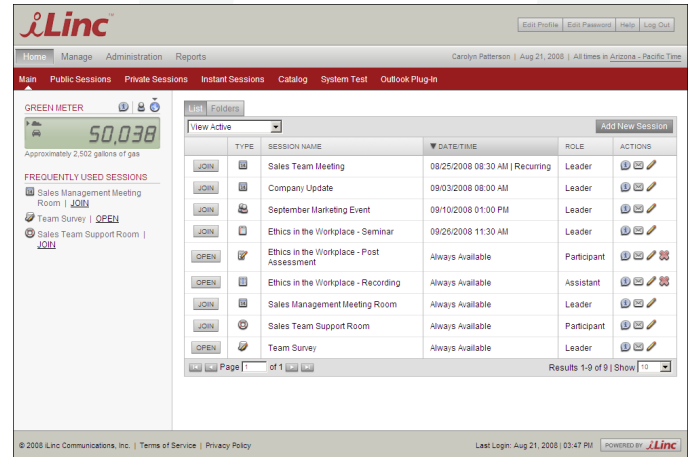 iLinc™
Edit Profile | Edit Password | Help | Log Out
Home Manage Administration Reports
Carolyn Patterson | Aug 21, 2008 | All times in Arizona - Pacific Time
Main Public Sessions Private Sessions Instant Sessions Catalog System Test Outlook Plug-In
GREEN METER
50,038
Approximately 2,502 gallons of gas
FREQUENTLY USED SESSIONS
Sales Management Meeting
Room | JOIN
Team Survey | OPEN
Sales Team Support Room |
JOIN
List Folders
View Active
Add New Session
TYPE SESSION NAME ▼ DATE/TIME ROLE ACTIONS
JOIN Sales Team Meeting 08/25/2008 08:30 AM | Recurring Leader
JOIN Company Update 09/03/2008 08:00 AM Leader
JOIN September Marketing Event 09/10/2008 01:00 PM Leader
JOIN Ethics in the Workplace - Seminar 09/26/2008 11:30 AM Leader
OPEN Ethics in the Workplace - Post
Assessment Always Available Participant
OPEN Ethics in the Workplace - Recording Always Available Assistant
JOIN Sales Management Meeting Room Always Available Leader
JOIN Sales Team Support Room Always Available Participant
OPEN Team Survey Always Available Leader
Page 1 of 1
Results 1-9 of 9 | Show 10
© 2008 iLinc Communications, Inc. | Terms of Service | Privacy Policy
Last Login: Aug 21, 2008 | 03:47 PM
POWERED BY iLinc